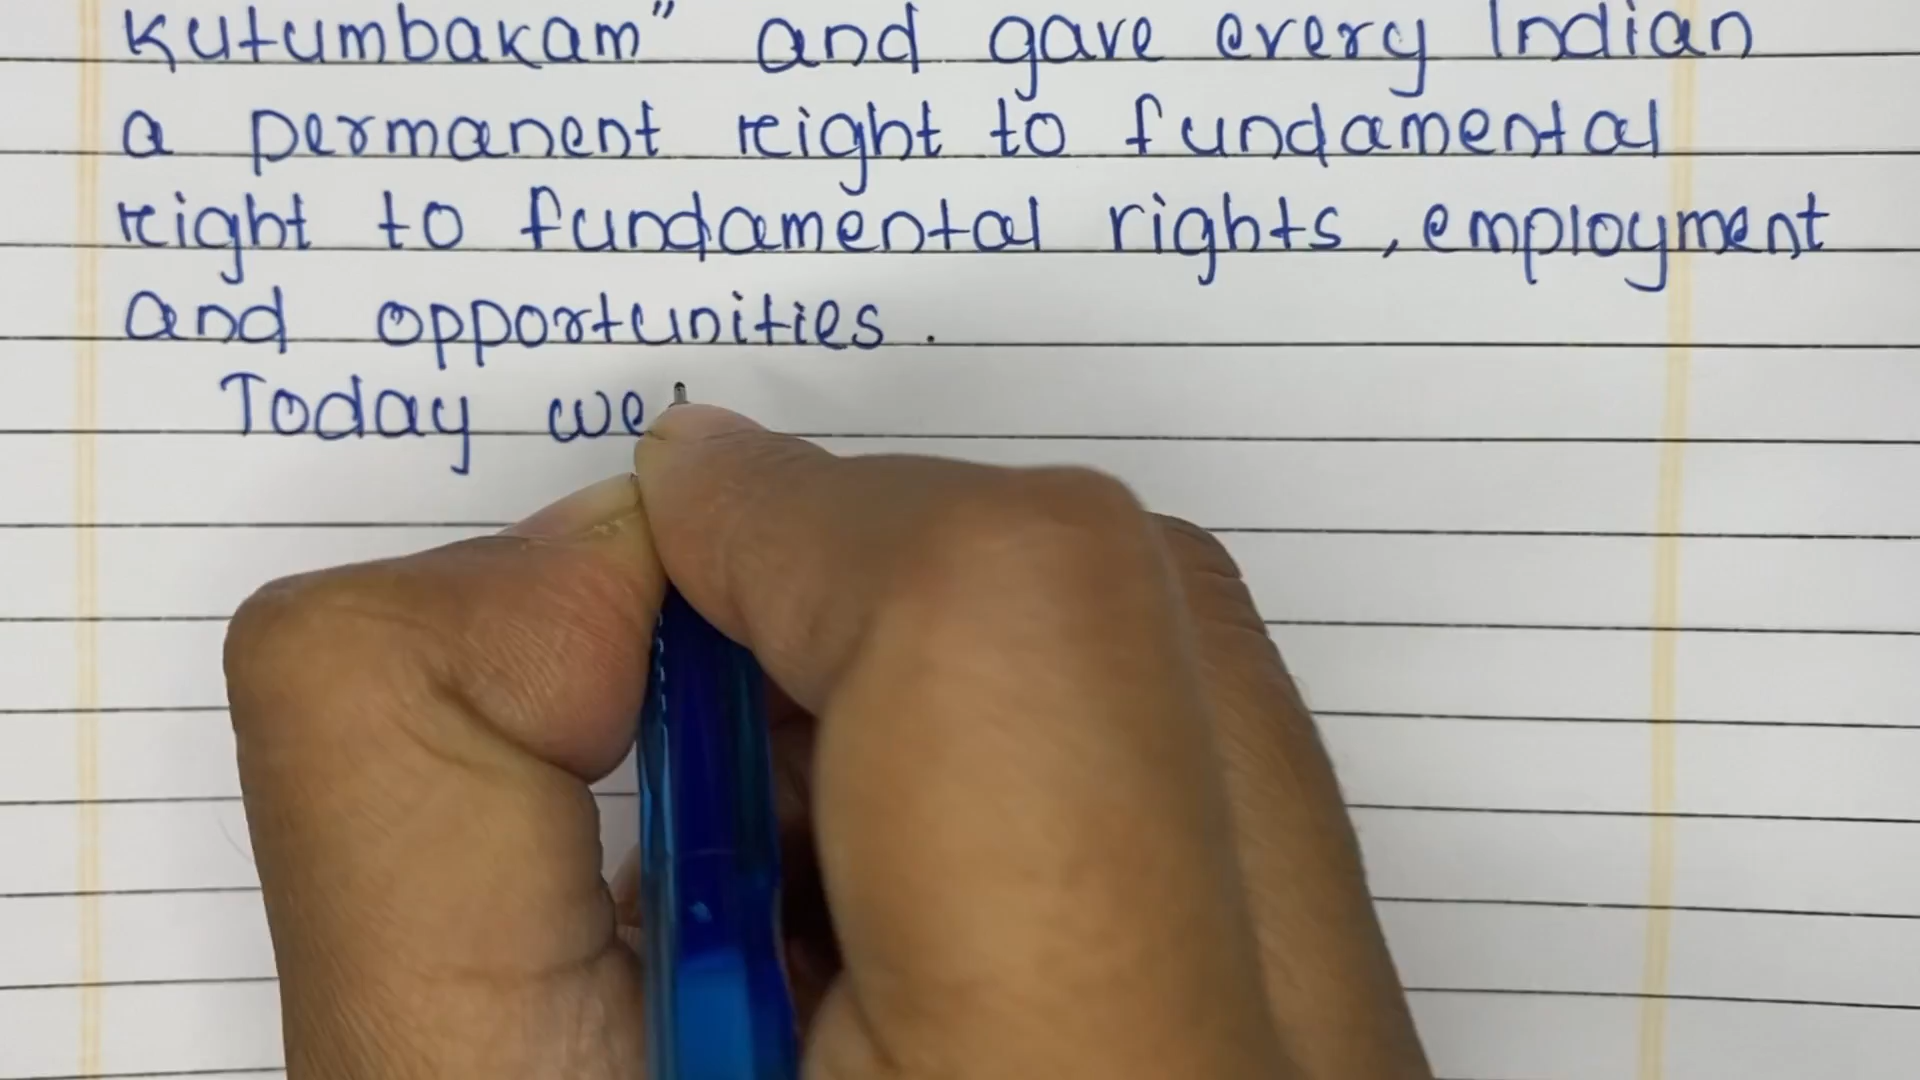 Kutumbakam" and gave every Indian
a permanent right to fundamental
right to fundamental rights, employment
and opportunities.
Today we